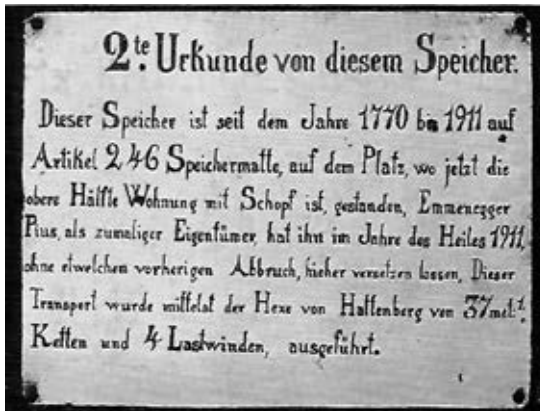 2te. Urkunde von diesem Speicher.
Dieser Speicher ist seit dem Jahre 1770 bis 1911 auf
Artikel 246 Speichermatte, auf dem Platz, wo jetzt die
obere Hälfte Wohnung mit Schopf ist, gestanden, Emmenegger
Pius, als zumaliger Eigentümer, hat ihn im Jahre des Heiles 1911,
ohne etwelchen vorherigen Abbruch, hieher versetzen lassen, Dieser
Transport wurde mittelst der Hexe von Hattenberg von 37 met.
Ketten und 4 Lastwinden, ausgeführt.